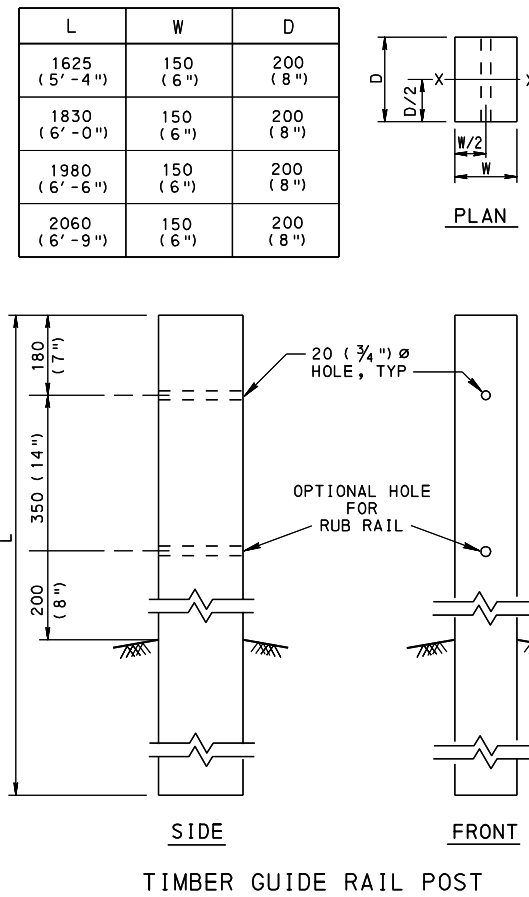 L W D
1625 150 200
(5'-4") (6") (8")
1830 150 200
(6'-0") (6") (8")
1980 150 200
(6'-6") (6") (8")
2060 150 200
(6'-9") (6") (8")
D
D/2
X X
W/2
W
PLAN
L
180
(7")
350 (14")
200
(8")
20 (3/4") Ø
HOLE, TYP
OPTIONAL HOLE
FOR
RUB RAIL
SIDE
FRONT
TIMBER GUIDE RAIL POST